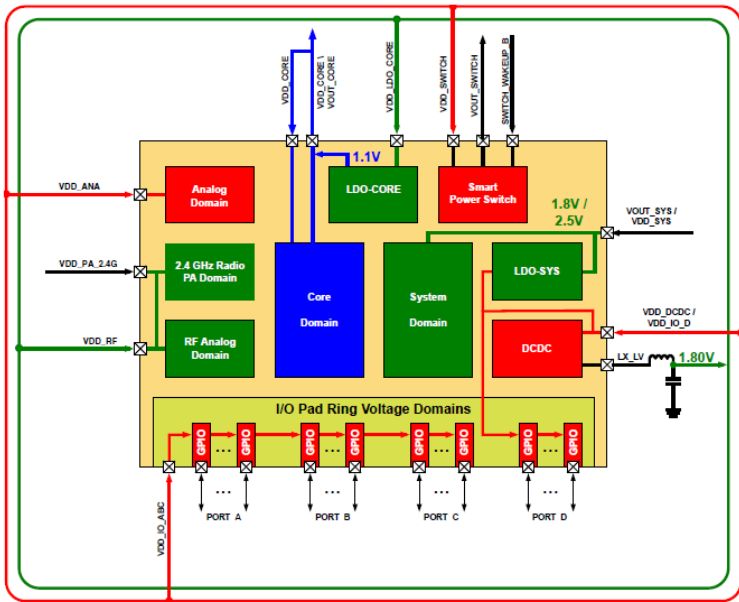 VDD_CORE
VDD_CORE \
VOUT_CORE
VDD_LDO_CORE
VDD_SWITCH
VOUT_SWITCH
SWITCH_WAKEUP_B
1.1V
VDD_ANA
Analog
Domain
LDO-CORE
Smart
Power Switch
1.8V /
2.5V
VOUT_SYS /
VDD_SYS
VDD_PA_2.4G
2.4 GHz Radio
PA Domain
Core
Domain
System
Domain
LDO-SYS
VDD_DCDC /
VDD_IO_D
VDD_RF
RF Analog
Domain
DCDC
LX_LV
1.80V
I/O Pad Ring Voltage Domains
GPIO
...
GPIO
GPIO
...
GPIO
GPIO
...
GPIO
GPIO
...
GPIO
...
...
...
...
PORT A
PORT B
PORT C
PORT D
VDD_IO_ABC